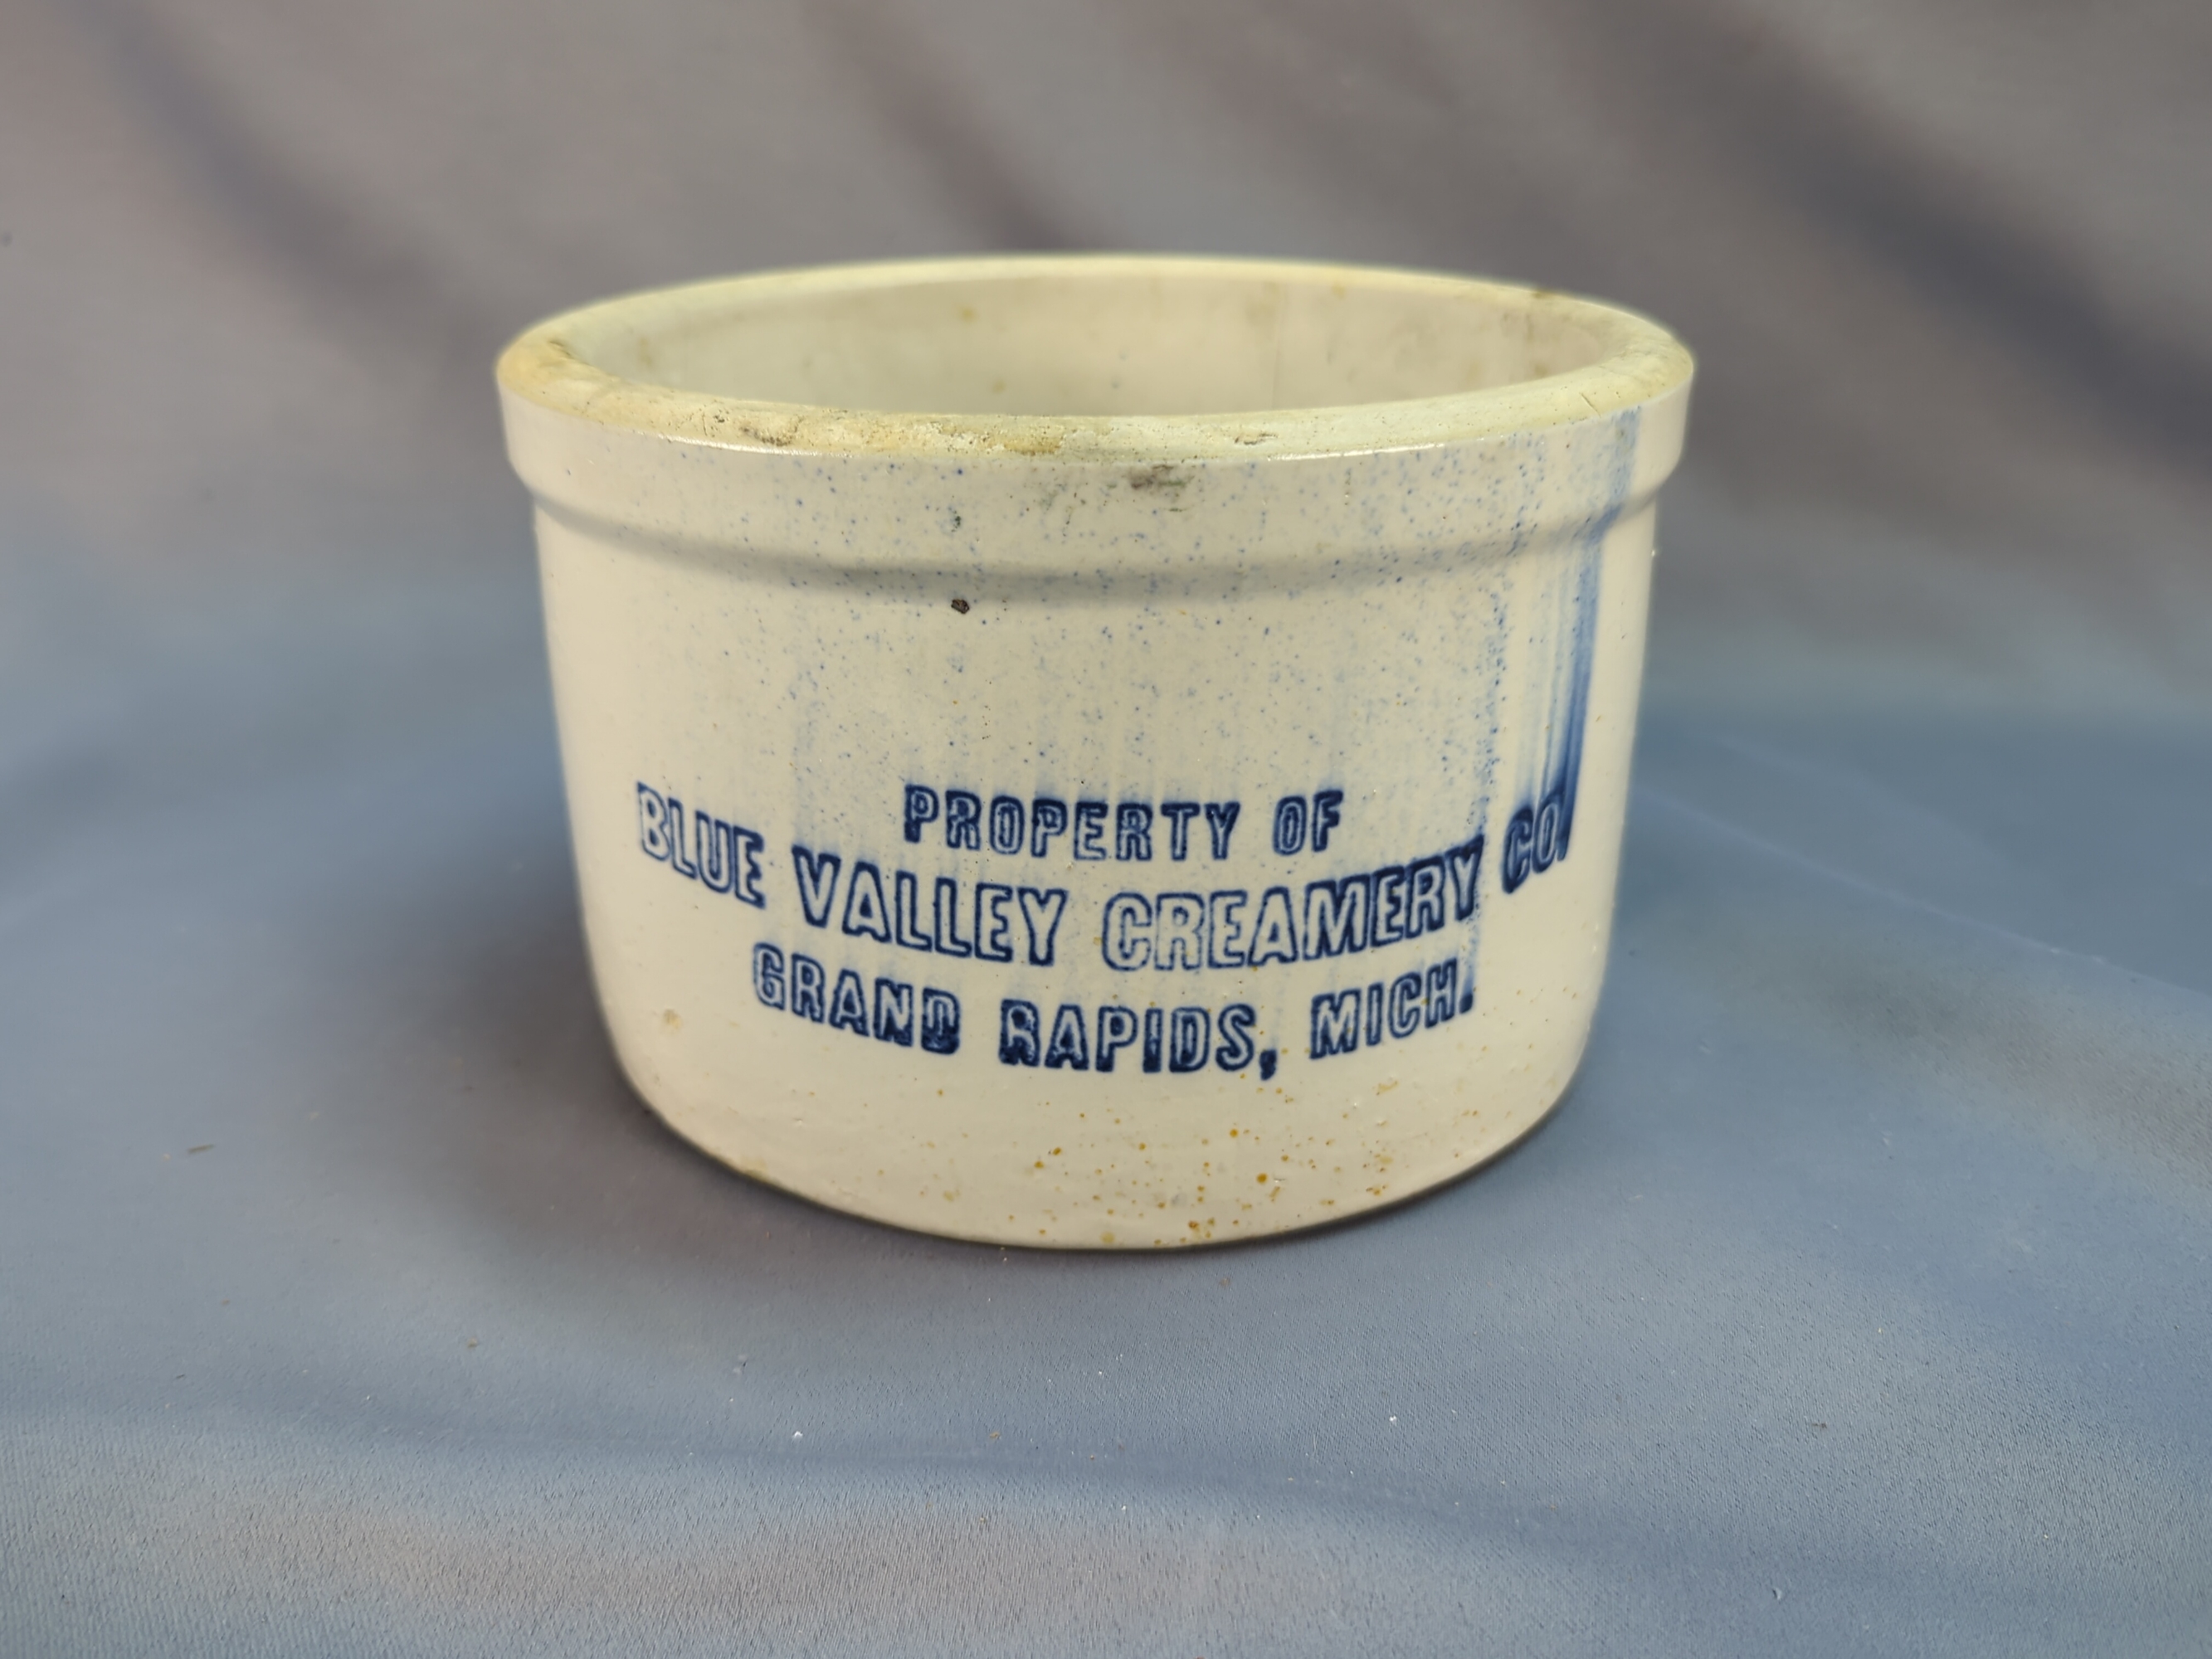 PROPERTY OF
BLUE VALLEY CREAMERY CO.
GRAND RAPIDS, MICH.